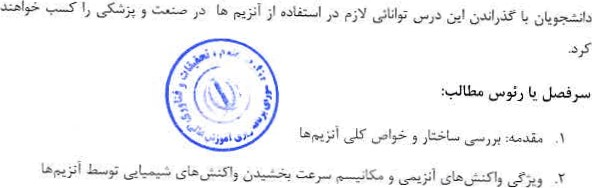 دانشجویان با گذراندن این درس توانائی لازم در استفاده از آنزیم ها در صنعت و پزشکی را کسب خواهند
کرد.
سرفصل یا رئوس مطالب:
۱. مقدمه: بررسی ساختار و خواص کلی آنزیم‌ها
۲. ویژگی واکنش‌های آنزیمی و مکانیسم سرعت بخشیدن واکنش‌های شیمیایی توسط آنزیم‌ها